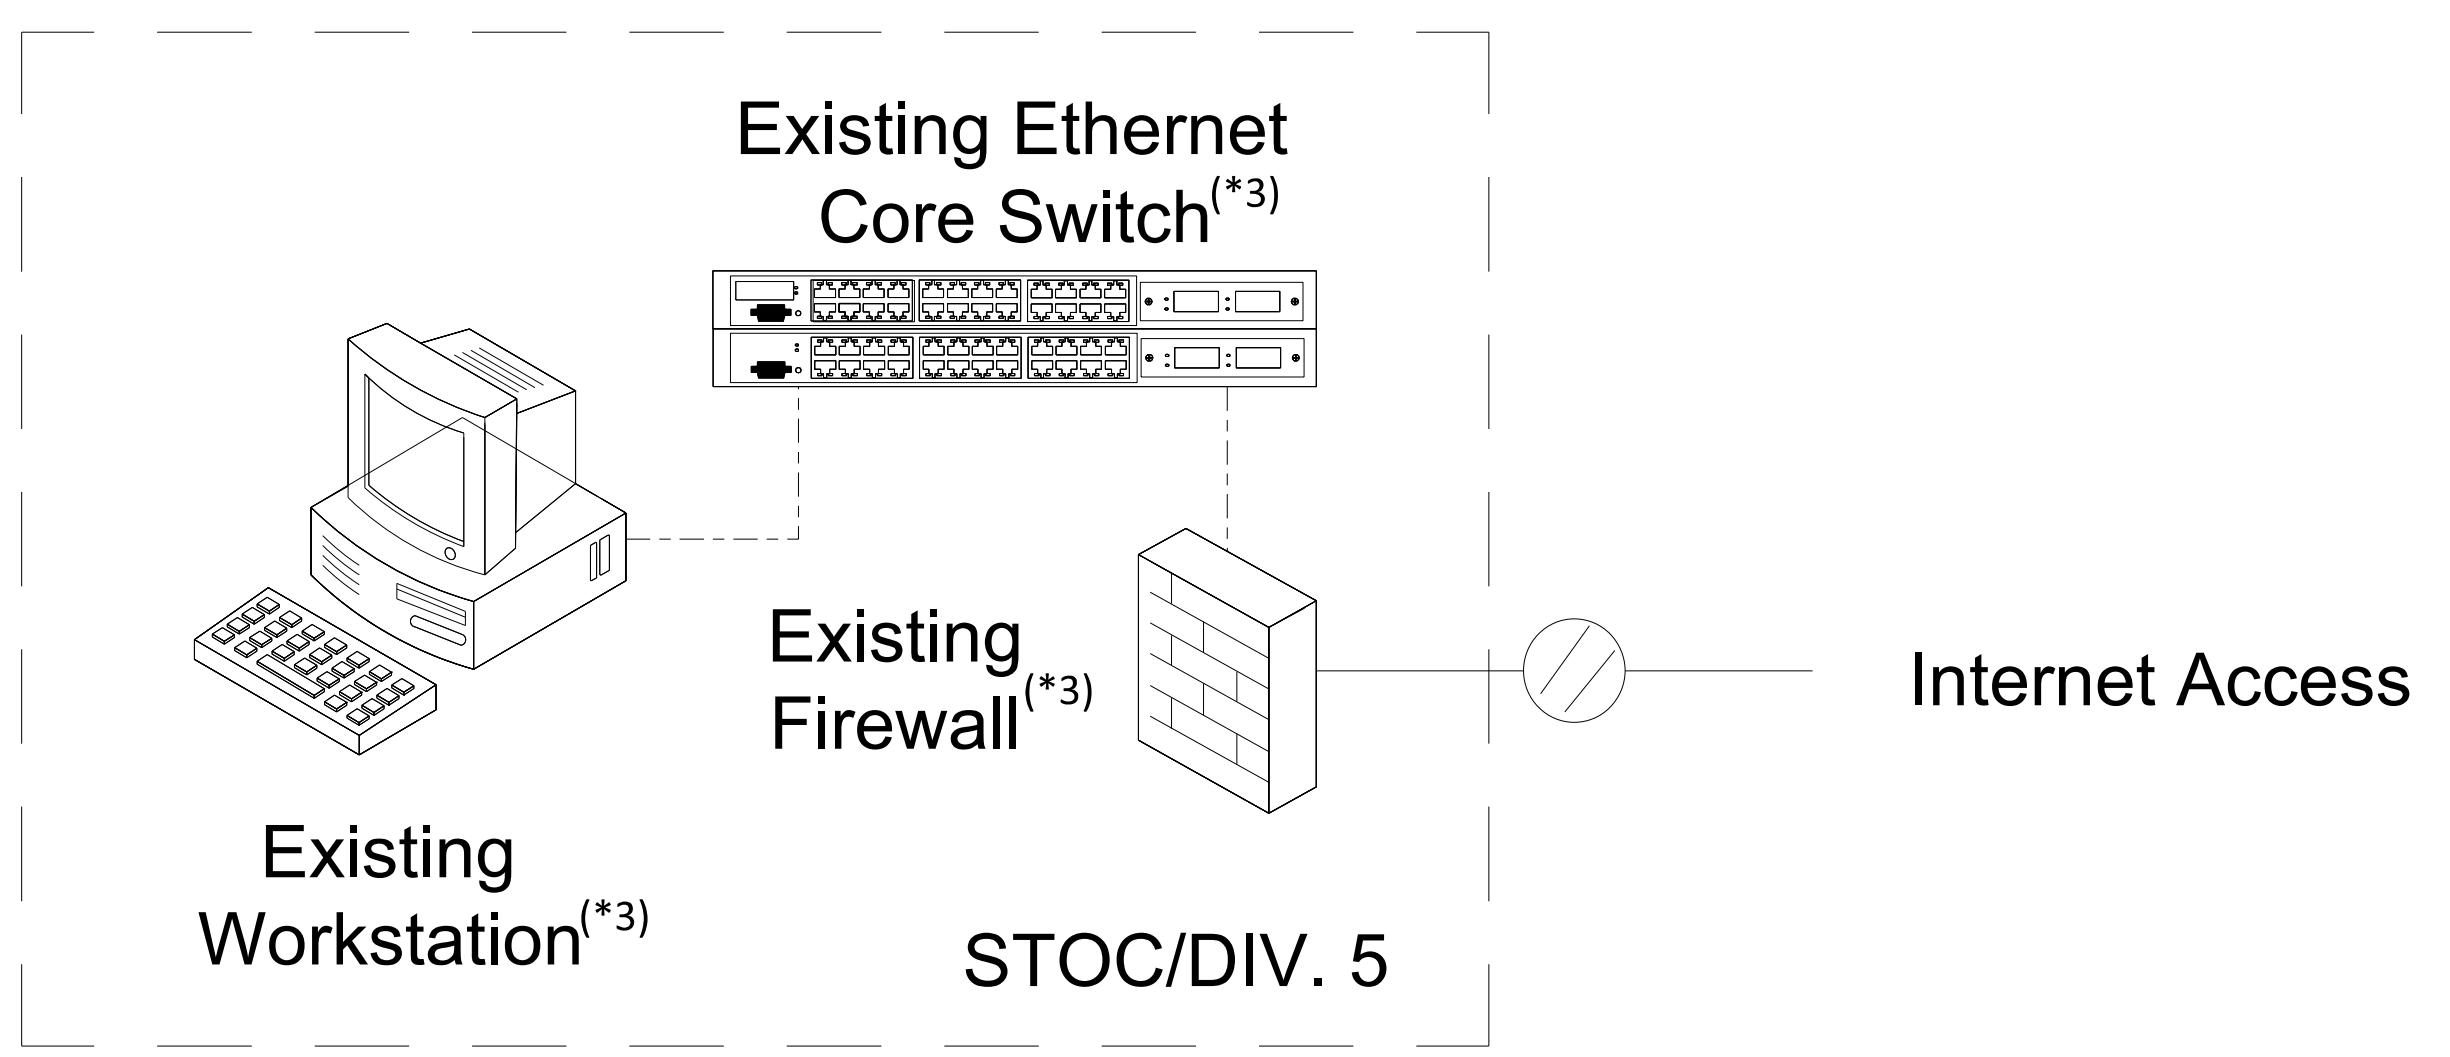 Existing Ethernet
Core Switch(*3)
Existing
Firewall(*3)
Internet Access
Existing
Workstation(*3)
STOC/DIV. 5